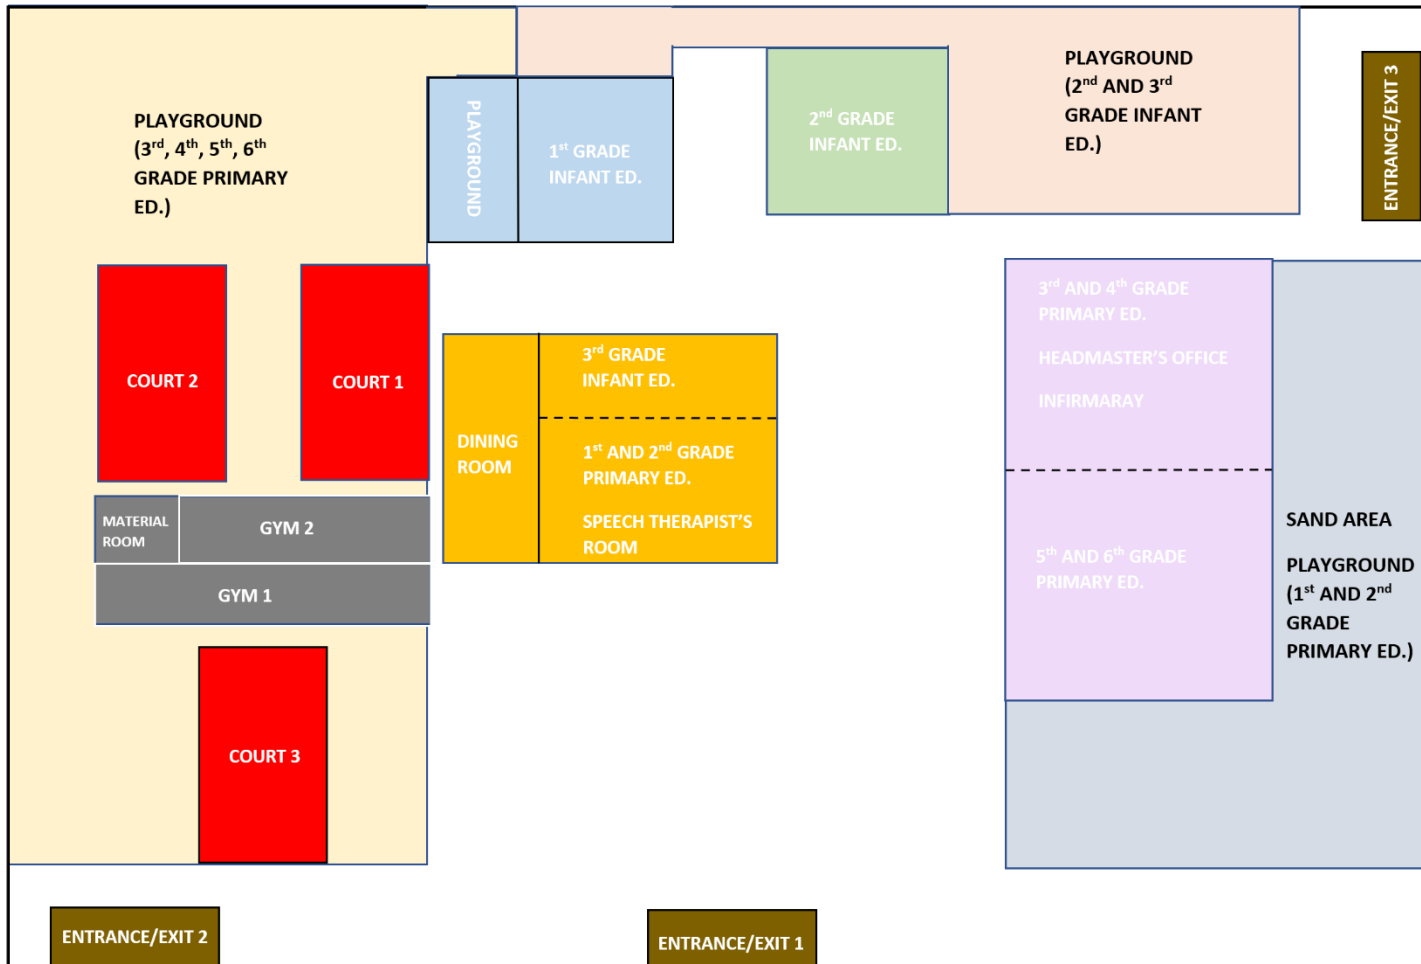 PLAYGROUND
(3rd, 4th, 5th, 6th
GRADE PRIMARY
ED.)
PLAYGROUND
1st GRADE
INFANT ED.
2nd GRADE
INFANT ED.
PLAYGROUND
(2nd AND 3rd
GRADE INFANT
ED.)
ENTRANCE/EXIT 3
COURT 2
COURT 1
DINING
ROOM
3rd GRADE
INFANT ED.
1st AND 2nd GRADE
PRIMARY ED.
SPEECH THERAPIST'S
ROOM
3rd AND 4th GRADE
PRIMARY ED.
HEADMASTER'S OFFICE
INFIRMARAY
5th AND 6th GRADE
PRIMARY ED.
SAND AREA
PLAYGROUND
(1st AND 2nd
GRADE
PRIMARY ED.)
MATERIAL
ROOM
GYM 2
GYM 1
COURT 3
ENTRANCE/EXIT 2
ENTRANCE/EXIT 1